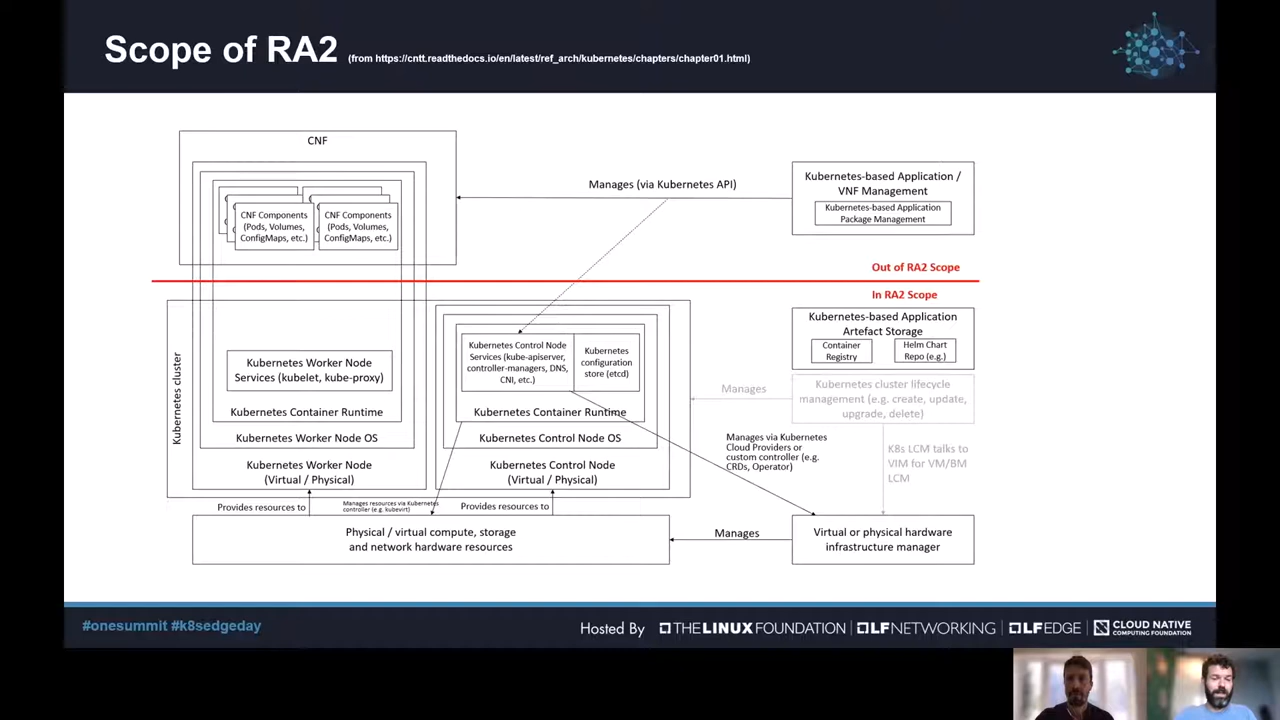 Scope of RA2 (from https://cntt.readthedocs.io/en/latest/ref_arch/kubernetes/chapters/chapter01.html)
CNF
CNF Components
(Pods, Volumes,
ConfigMaps, etc.)
CNF Components
(Pods, Volumes,
ConfigMaps, etc.)
Manages (via Kubernetes API)
Kubernetes-based Application /
VNF Management
Kubernetes-based Application
Package Management
Out of RA2 Scope
In RA2 Scope
Kubernetes cluster
Kubernetes Worker Node
Services (kubelet, kube-proxy)
Kubernetes Container Runtime
Kubernetes Worker Node OS
Kubernetes Worker Node
(Virtual / Physical)
Kubernetes Control Node
Services (kube-apiserver,
controller-managers, DNS,
CNI, etc.)
Kubernetes
configuration
store (etcd)
Kubernetes Container Runtime
Kubernetes Control Node OS
Kubernetes Control Node
(Virtual / Physical)
Kubernetes-based Application
Artefact Storage
Container
Registry
Helm Chart
Repo (e.g.)
Manages
Kubernetes cluster lifecycle
management (e.g. create, update,
upgrade, delete)
Manages via Kubernetes
Cloud Providers or
custom controller (e.g.
CRDs, Operator)
K8s LCM talks to
VIM for VM/BM
LCM
Provides resources to
Manages resources via Kubernetes
controller (e.g. kubevirt)
Provides resources to
Physical / virtual compute, storage
and network hardware resources
Manages
Virtual or physical hardware
infrastructure manager
#onesummit #k8sedgeday
Hosted By THE LINUX FOUNDATION LF NETWORKING LF EDGE CLOUD NATIVE
COMPUTING FOUNDATION